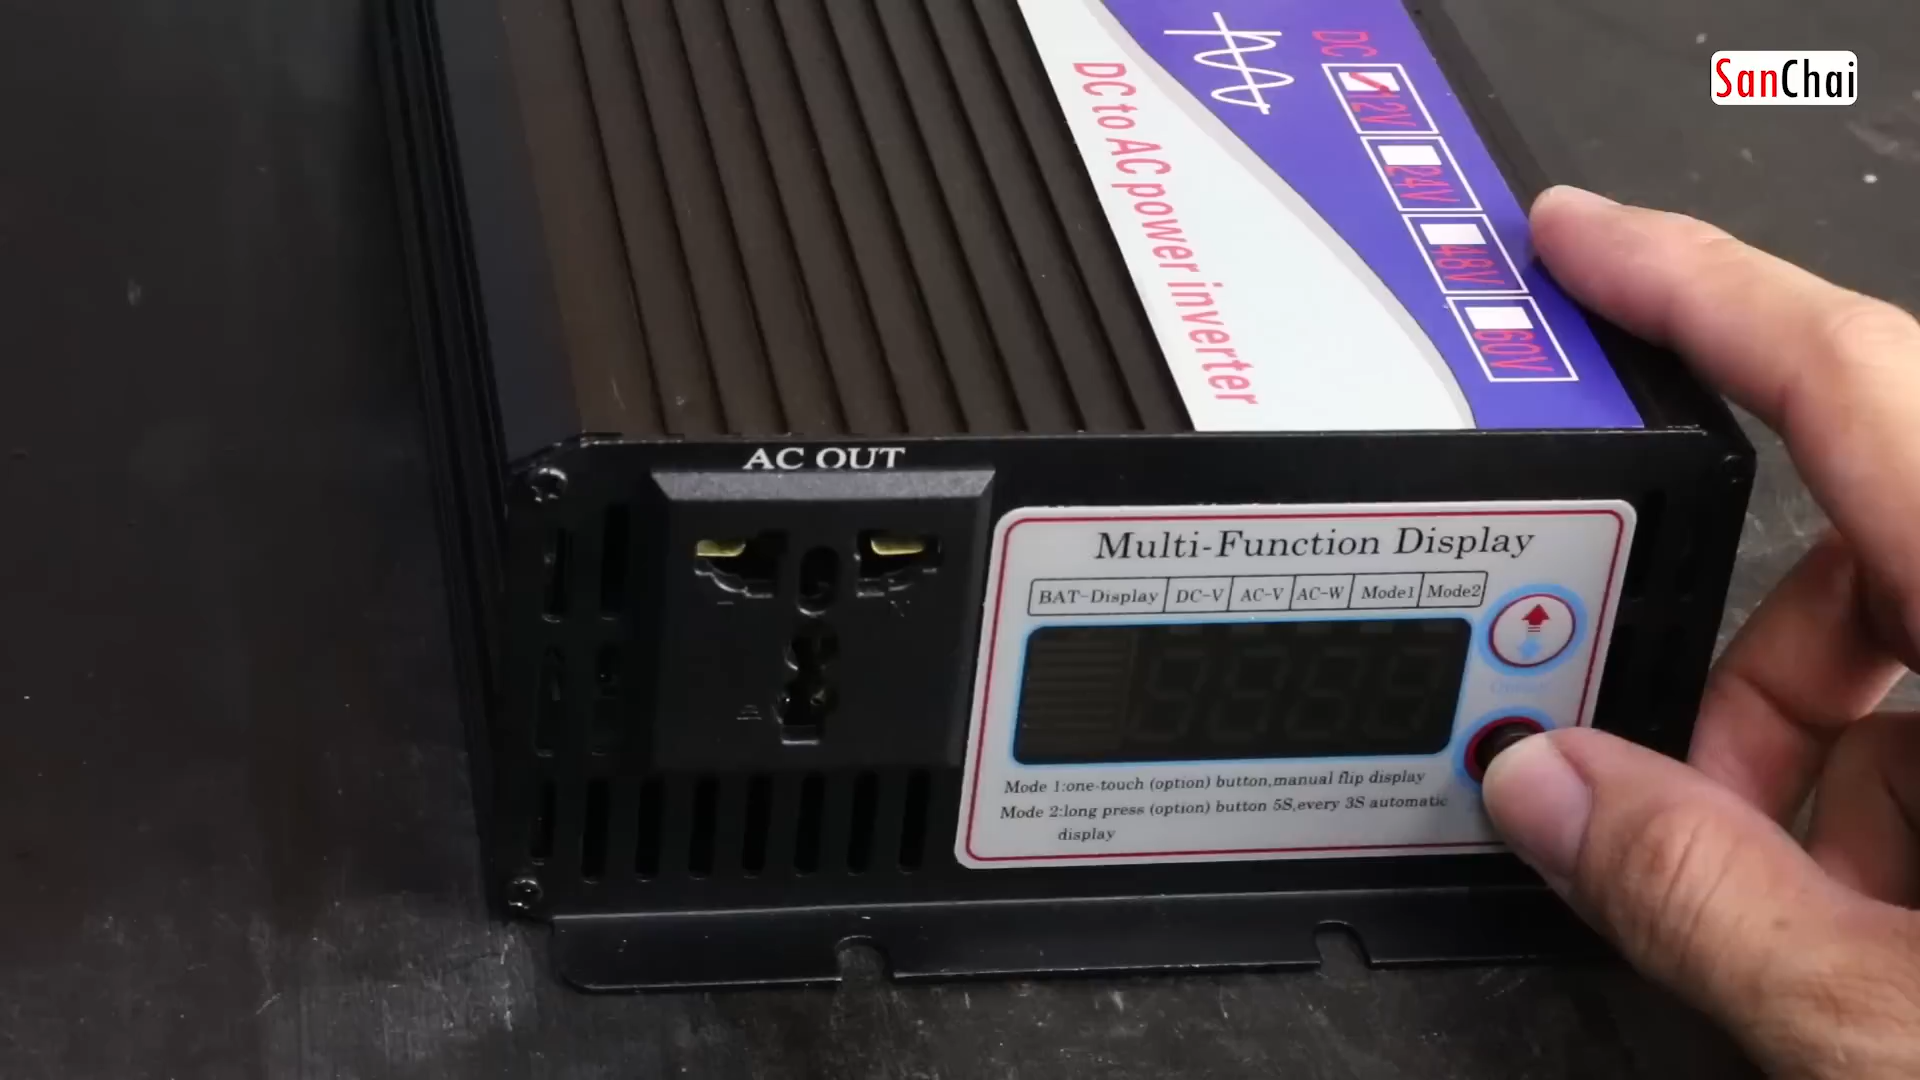 SanChai
DC
12V
24V
48V
60V
DC to AC power inverter
AC OUT
Multi-Function Display
BAT-Display DC-V AC-V AC-W Mode1 Mode2
Mode 1:one-touch (option) button,manual flip display
Mode 2:long press (option) button 5S,every 3S automatic
display